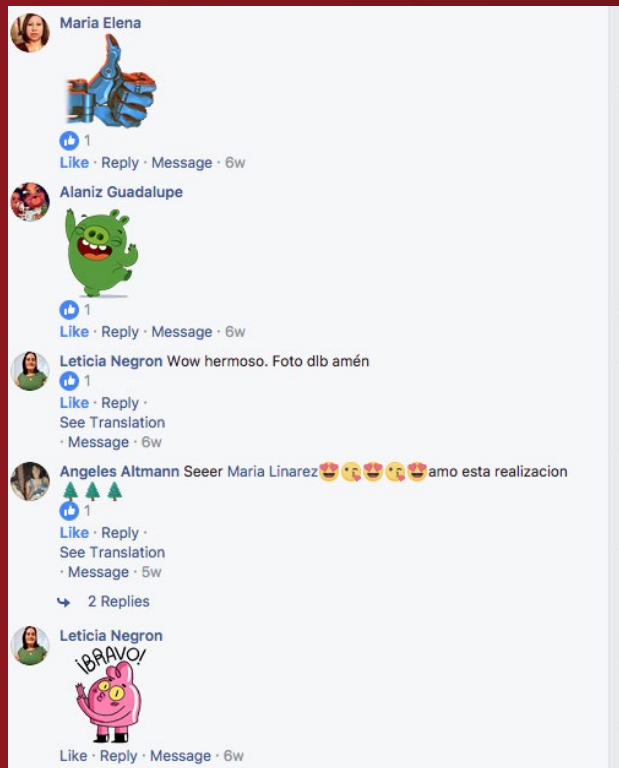 Maria Elena
1
Like · Reply · Message · 6w
Alaniz Guadalupe
1
Like · Reply · Message · 6w
Leticia Negron Wow hermoso. Foto dlb amén
1
Like · Reply ·
See Translation
· Message · 6w
Angeles Altmann Seeer Maria Linarez😍😘😍😘😍amo esta realizacion
🌲🌲🌲
1
Like · Reply ·
See Translation
· Message · 5w
2 Replies
Leticia Negron
¡BRAVO!
Like · Reply · Message · 6w